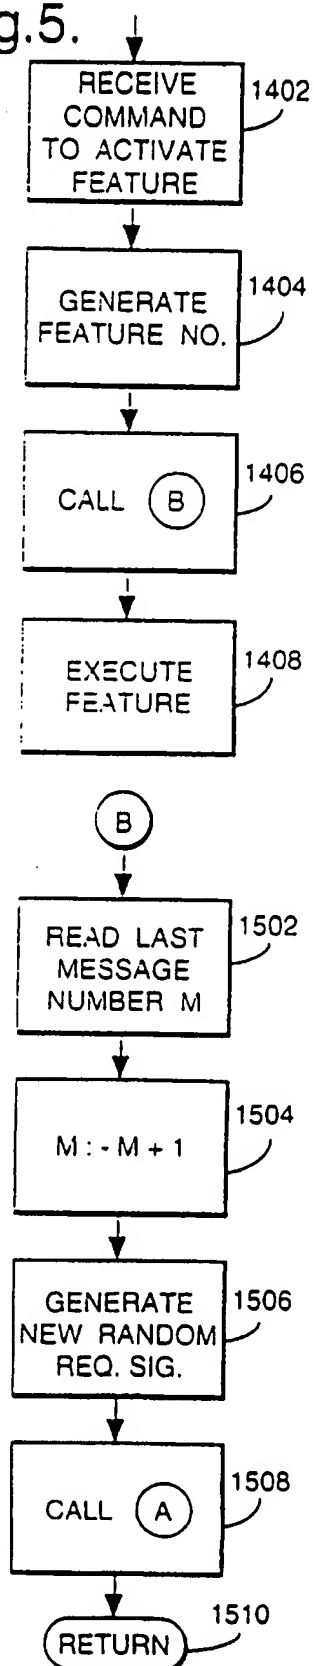 g.5.
RECEIVE
COMMAND
TO ACTIVATE
FEATURE
1402
GENERATE
FEATURE NO.
1404
CALL B
1406
EXECUTE
FEATURE
1408
B
READ LAST
MESSAGE
NUMBER M
1502
M : - M + 1
1504
GENERATE
NEW RANDOM
REQ. SIG.
1506
CALL A
1508
RETURN
1510